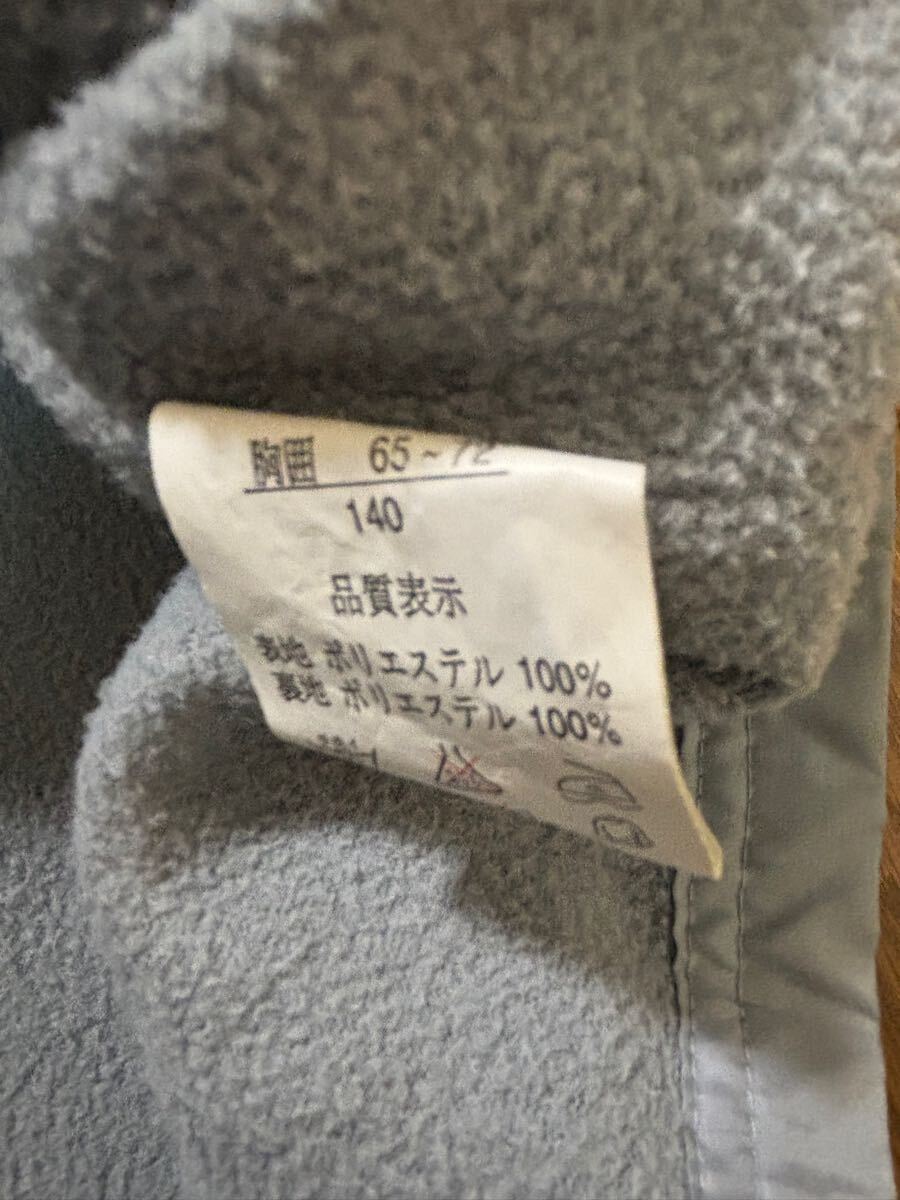 胸囲 65～72
140
品質表示
表地 ポリエステル 100%
裏地 ポリエステル 100%